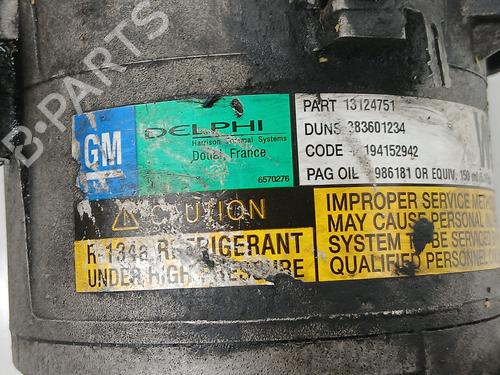 B-PARTS
GM
DELPHI
Harrison Thermal Systems
Douai, France
6570276
PART 13124751
DUNS 383601234
CODE 194152942
PAG OIL 986181 OR EQUIV. 150 ml
CAUTION
R-134a REFRIGERANT
UNDER HIGH PRESSURE
IMPROPER SERVICE
MAY CAUSE PERSONAL
SYSTEM TO BE SERVICED
QUALIFIED PERSONNEL